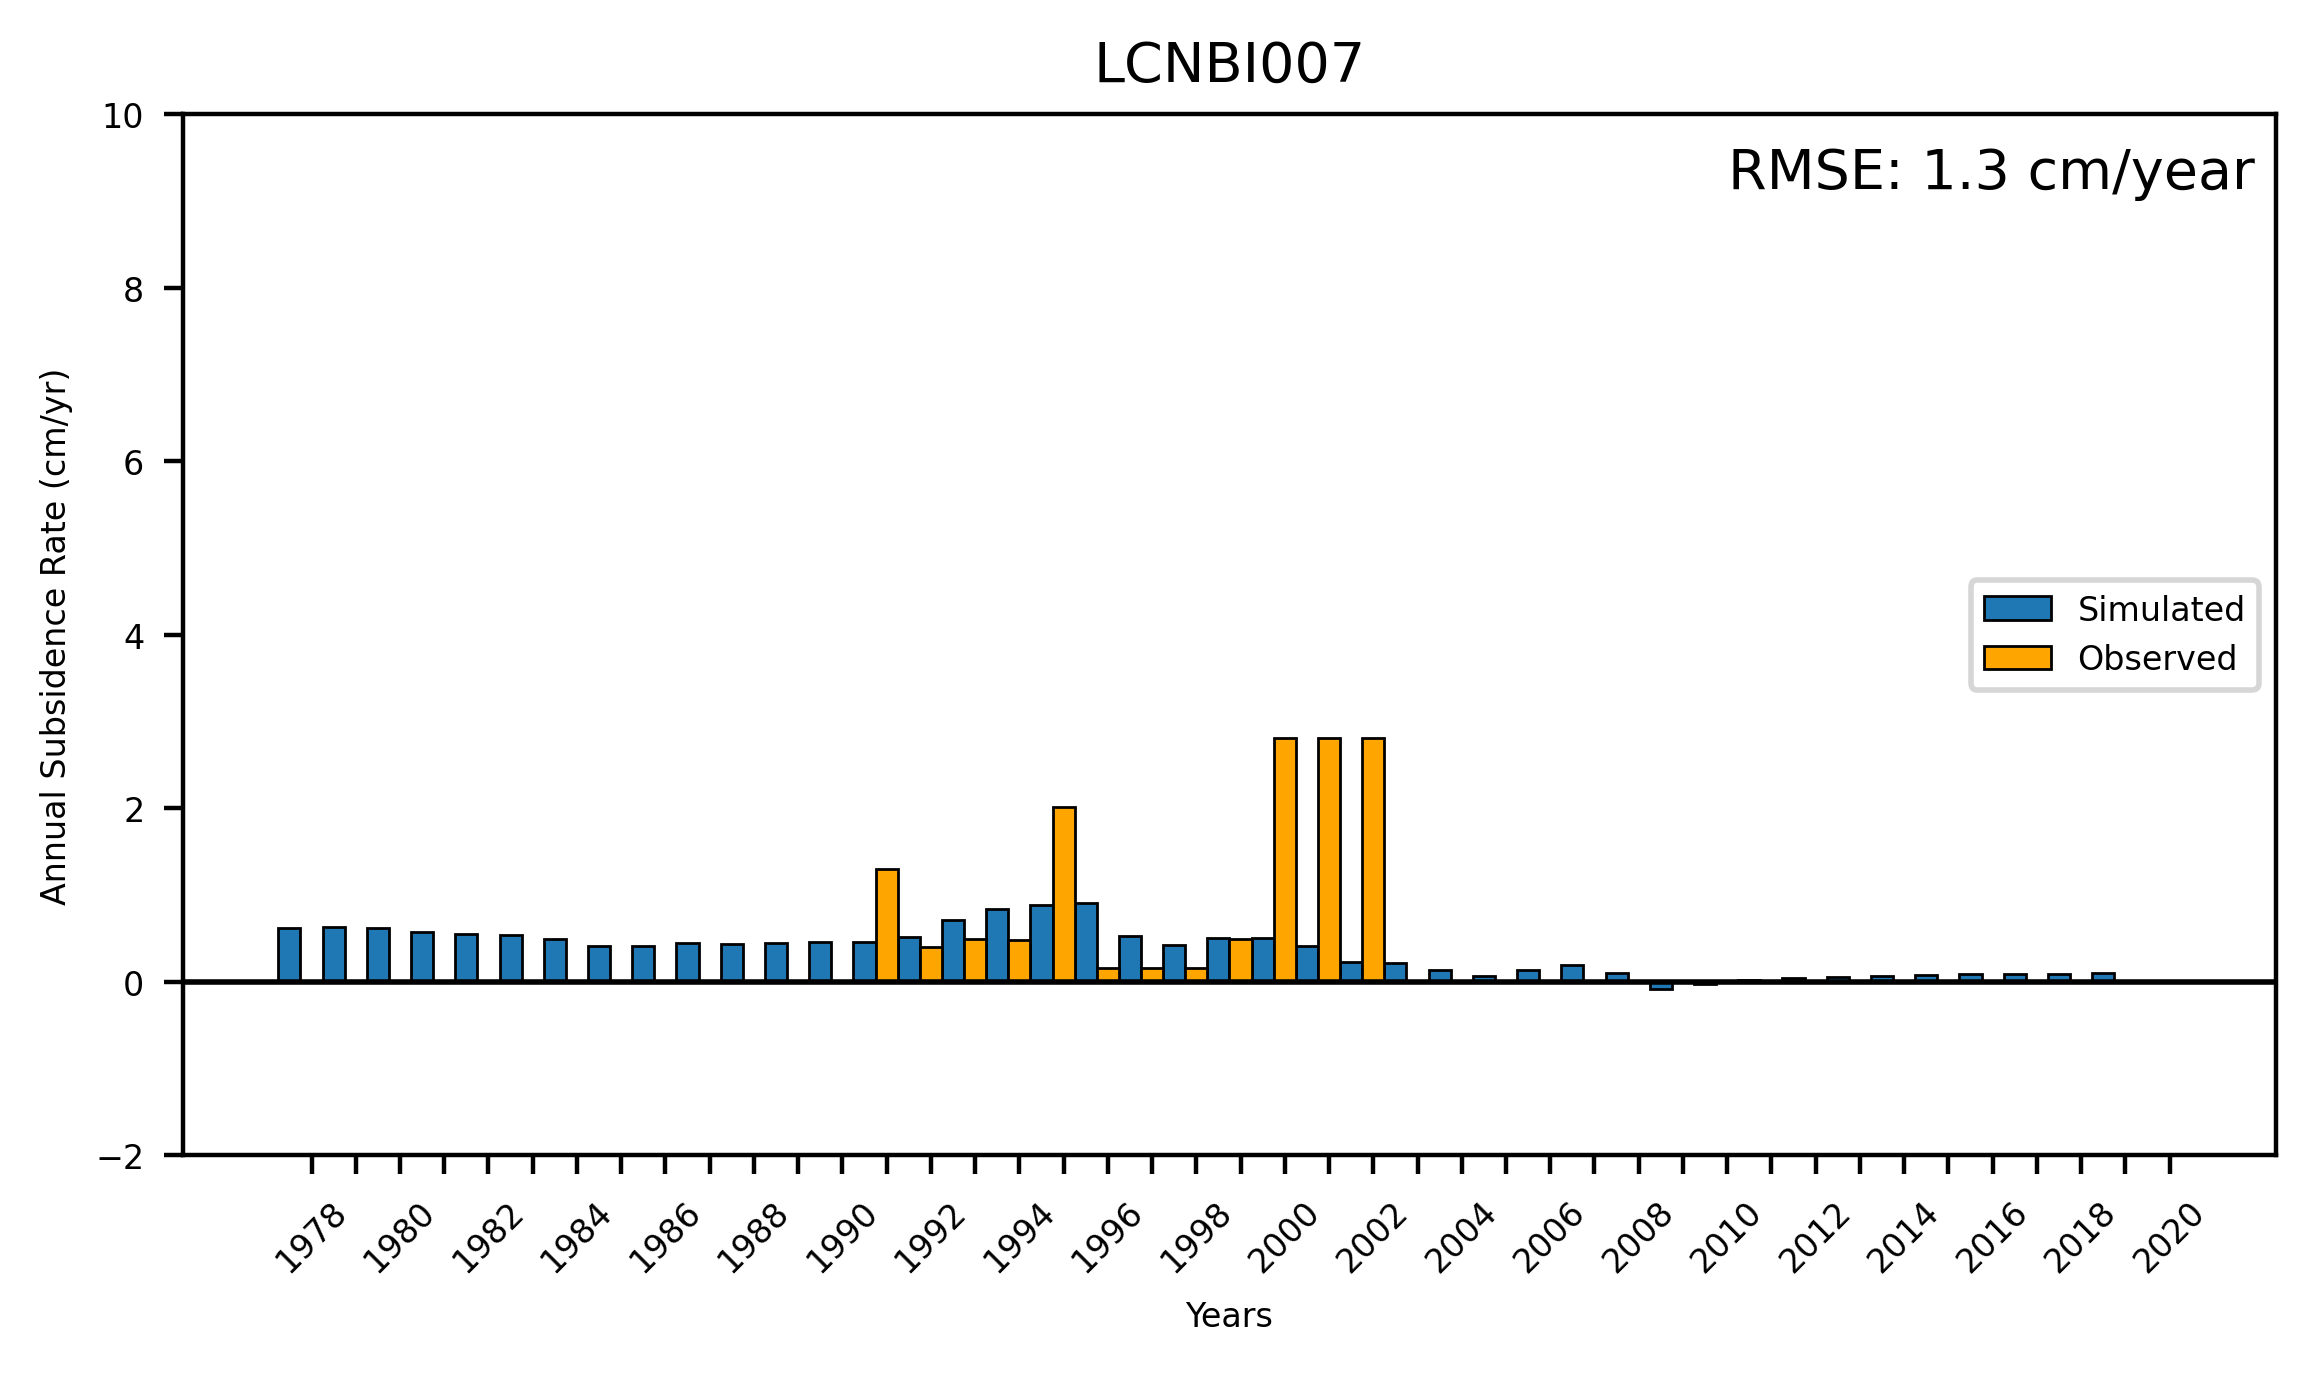 LCNBI007
10
RMSE: 1.3 cm/year
8
6
4
2
0
−2
Annual Subsidence Rate (cm/yr)
Simulated
Observed
1978 1980 1982 1984 1986 1988 1990 1992 1994 1996 1998 2000 2002 2004 2006 2008 2010 2012 2014 2016 2018 2020
Years